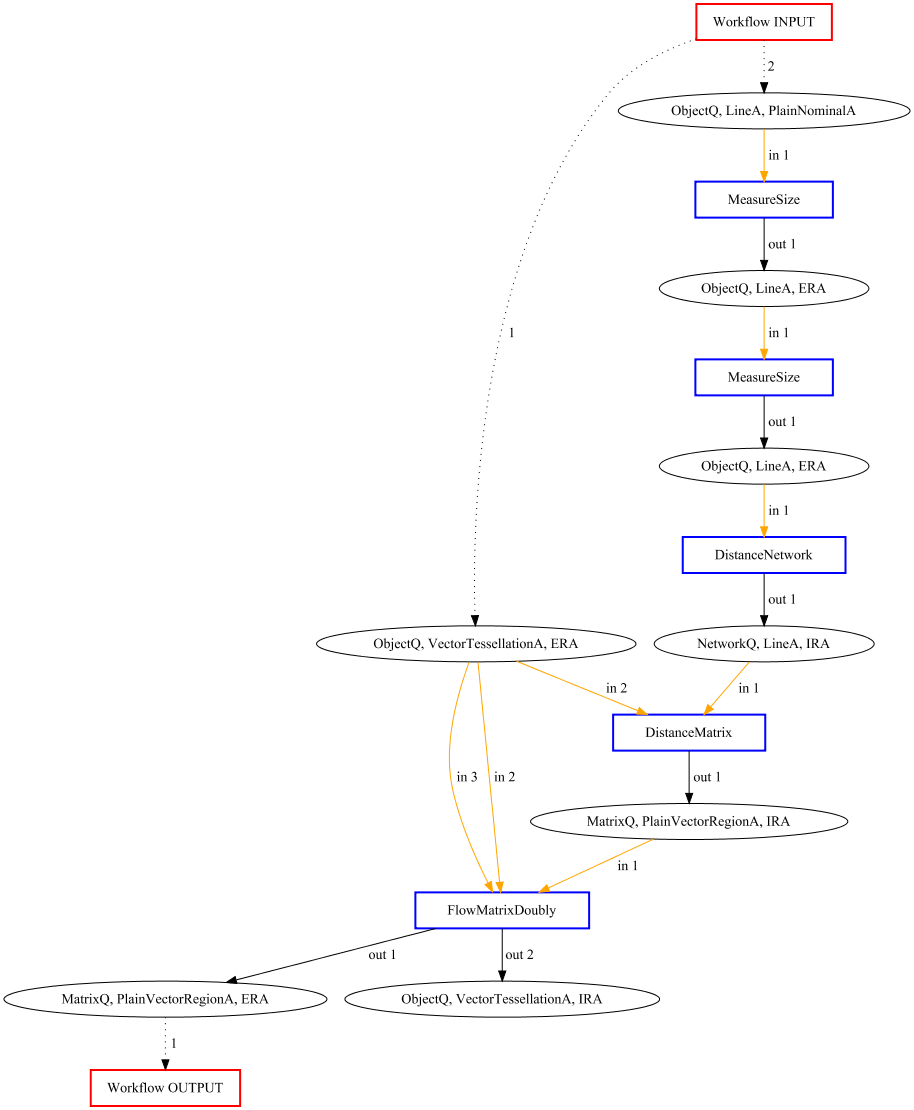 Workflow INPUT
2
ObjectQ, LineA, PlainNominalA
in 1
MeasureSize
out 1
ObjectQ, LineA, ERA
1
in 1
MeasureSize
out 1
ObjectQ, LineA, ERA
in 1
DistanceNetwork
out 1
ObjectQ, VectorTessellationA, ERA
NetworkQ, LineA, IRA
in 2
in 1
DistanceMatrix
in 3
in 2
out 1
MatrixQ, PlainVectorRegionA, IRA
in 1
FlowMatrixDoubly
out 1
out 2
MatrixQ, PlainVectorRegionA, ERA
ObjectQ, VectorTessellationA, IRA
1
Workflow OUTPUT